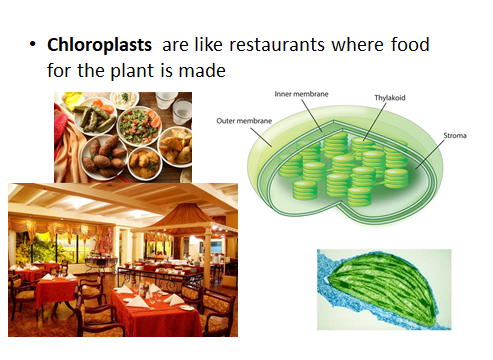 • Chloroplasts are like restaurants where food
for the plant is made
Inner membrane
Thylakoid
Outer membrane
Stroma